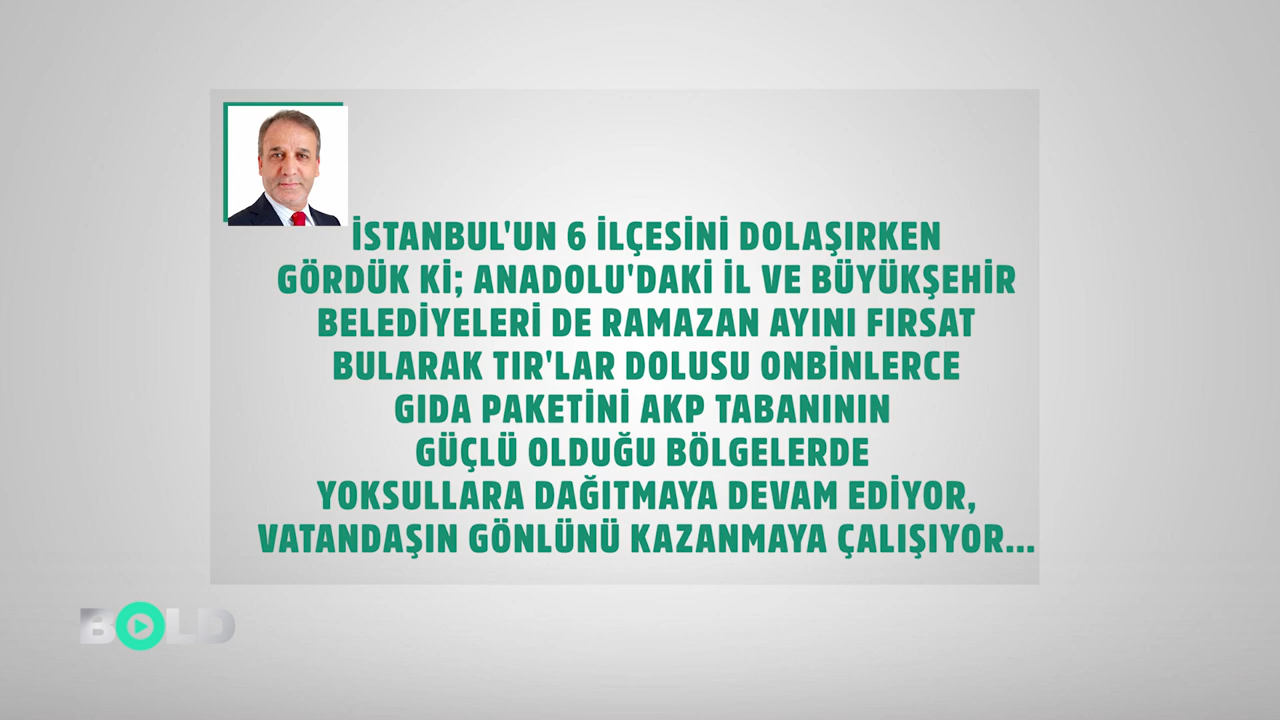 İSTANBUL'UN 6 İLÇESİNİ DOLAŞIRKEN
GÖRDÜK Kİ; ANADOLU'DAKİ İL VE BÜYÜKŞEHİR
BELEDİYELERİ DE RAMAZAN AYINI FIRSAT
BULARAK TIR'LAR DOLUSU ONBİNLERCE
GIDA PAKETİNİ AKP TABANININ
GÜÇLÜ OLDUĞU BÖLGELERDE
YOKSULLARA DAĞITMAYA DEVAM EDİYOR,
VATANDAŞIN GÖNLÜNÜ KAZANMAYA ÇALIŞIYOR...
BOLD